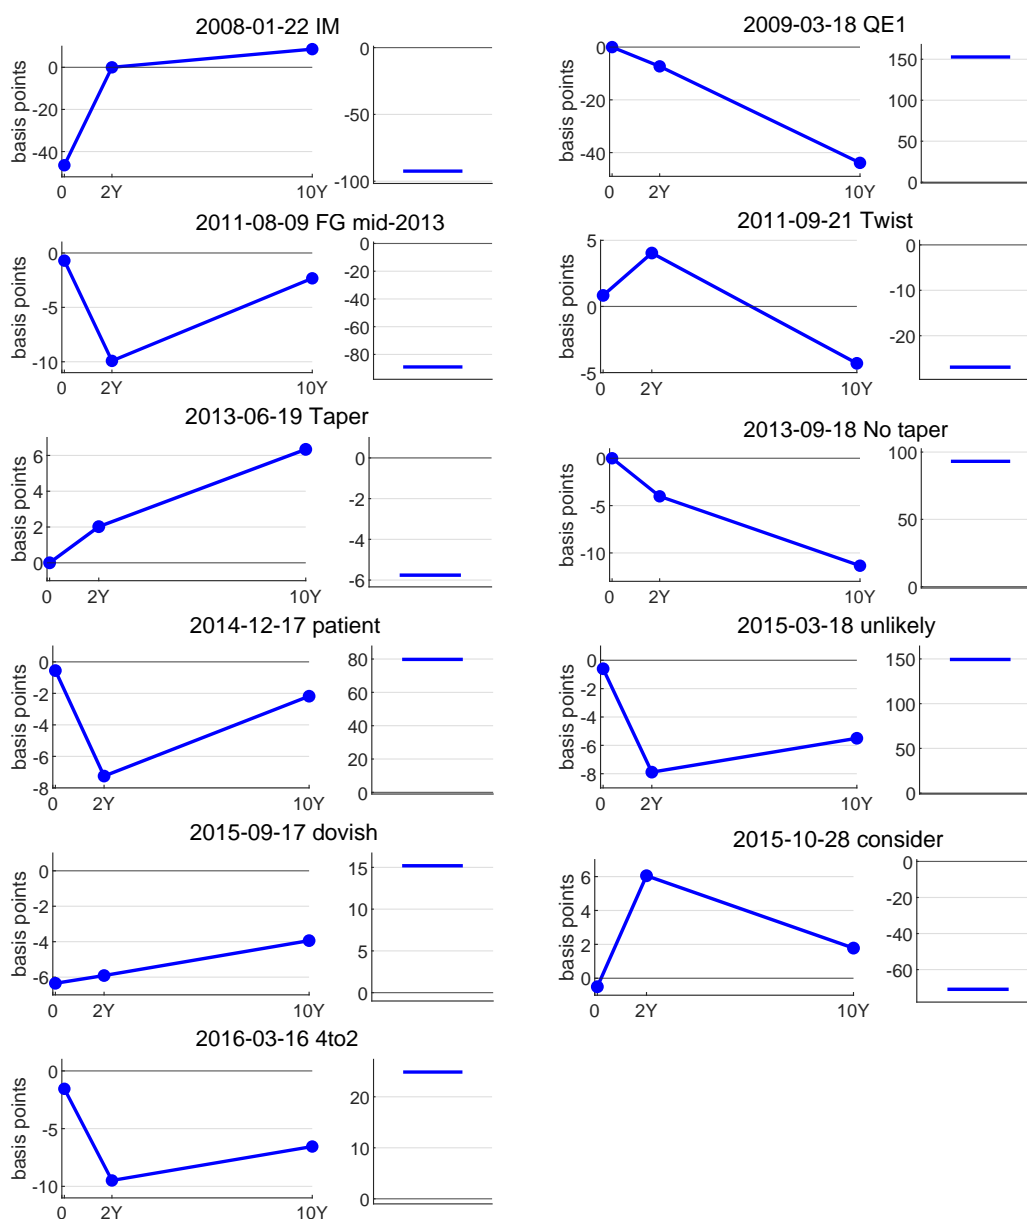 2008-01-22 IM
basis points
0
-20
-40
0
2Y
10Y
0
-50
-100
2009-03-18 QE1
basis points
0
-20
-40
0
2Y
10Y
150
100
50
0
2011-08-09 FG mid-2013
basis points
0
-5
-10
0
2Y
10Y
0
-20
-40
-60
-80
2011-09-21 Twist
basis points
5
0
-5
0
2Y
10Y
0
-10
-20
2013-06-19 Taper
basis points
6
4
2
0
0
2Y
10Y
0
-2
-4
-6
2013-09-18 No taper
basis points
0
-5
-10
0
2Y
10Y
100
50
0
2014-12-17 patient
basis points
0
-2
-4
-6
-8
0
2Y
10Y
80
60
40
20
0
2015-03-18 unlikely
basis points
0
-2
-4
-6
-8
0
2Y
10Y
150
100
50
0
2015-09-17 dovish
basis points
0
-2
-4
-6
0
2Y
10Y
15
10
5
0
2015-10-28 consider
basis points
6
4
2
0
0
2Y
10Y
0
-20
-40
-60
2016-03-16 4to2
basis points
0
-5
-10
0
2Y
10Y
20
10
0